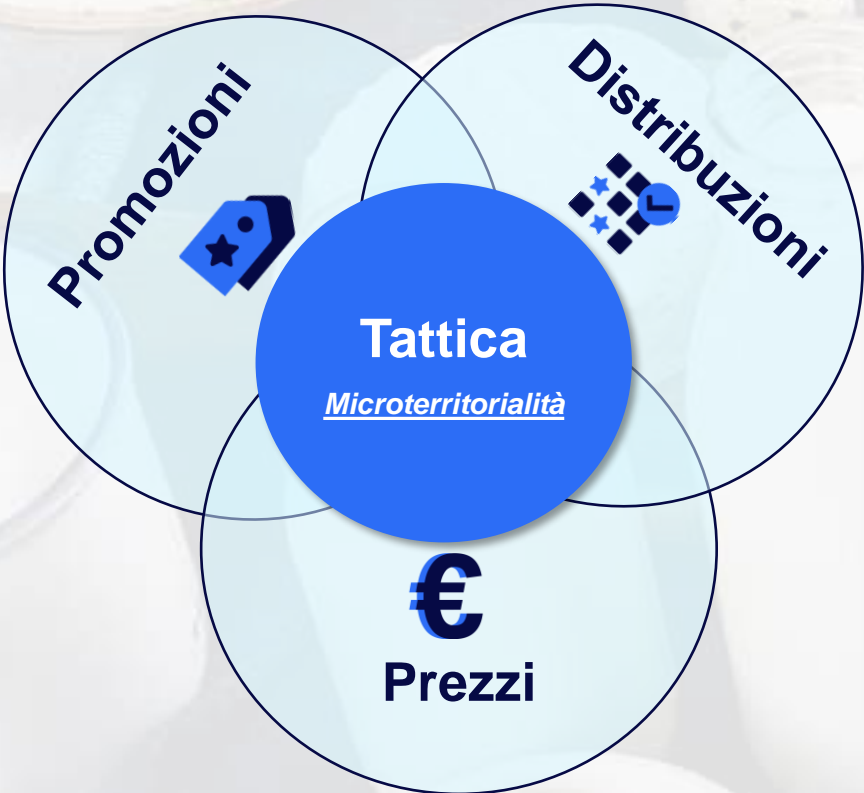 Promozioni
Distribuzioni
Tattica
Microterritorialità
€
Prezzi